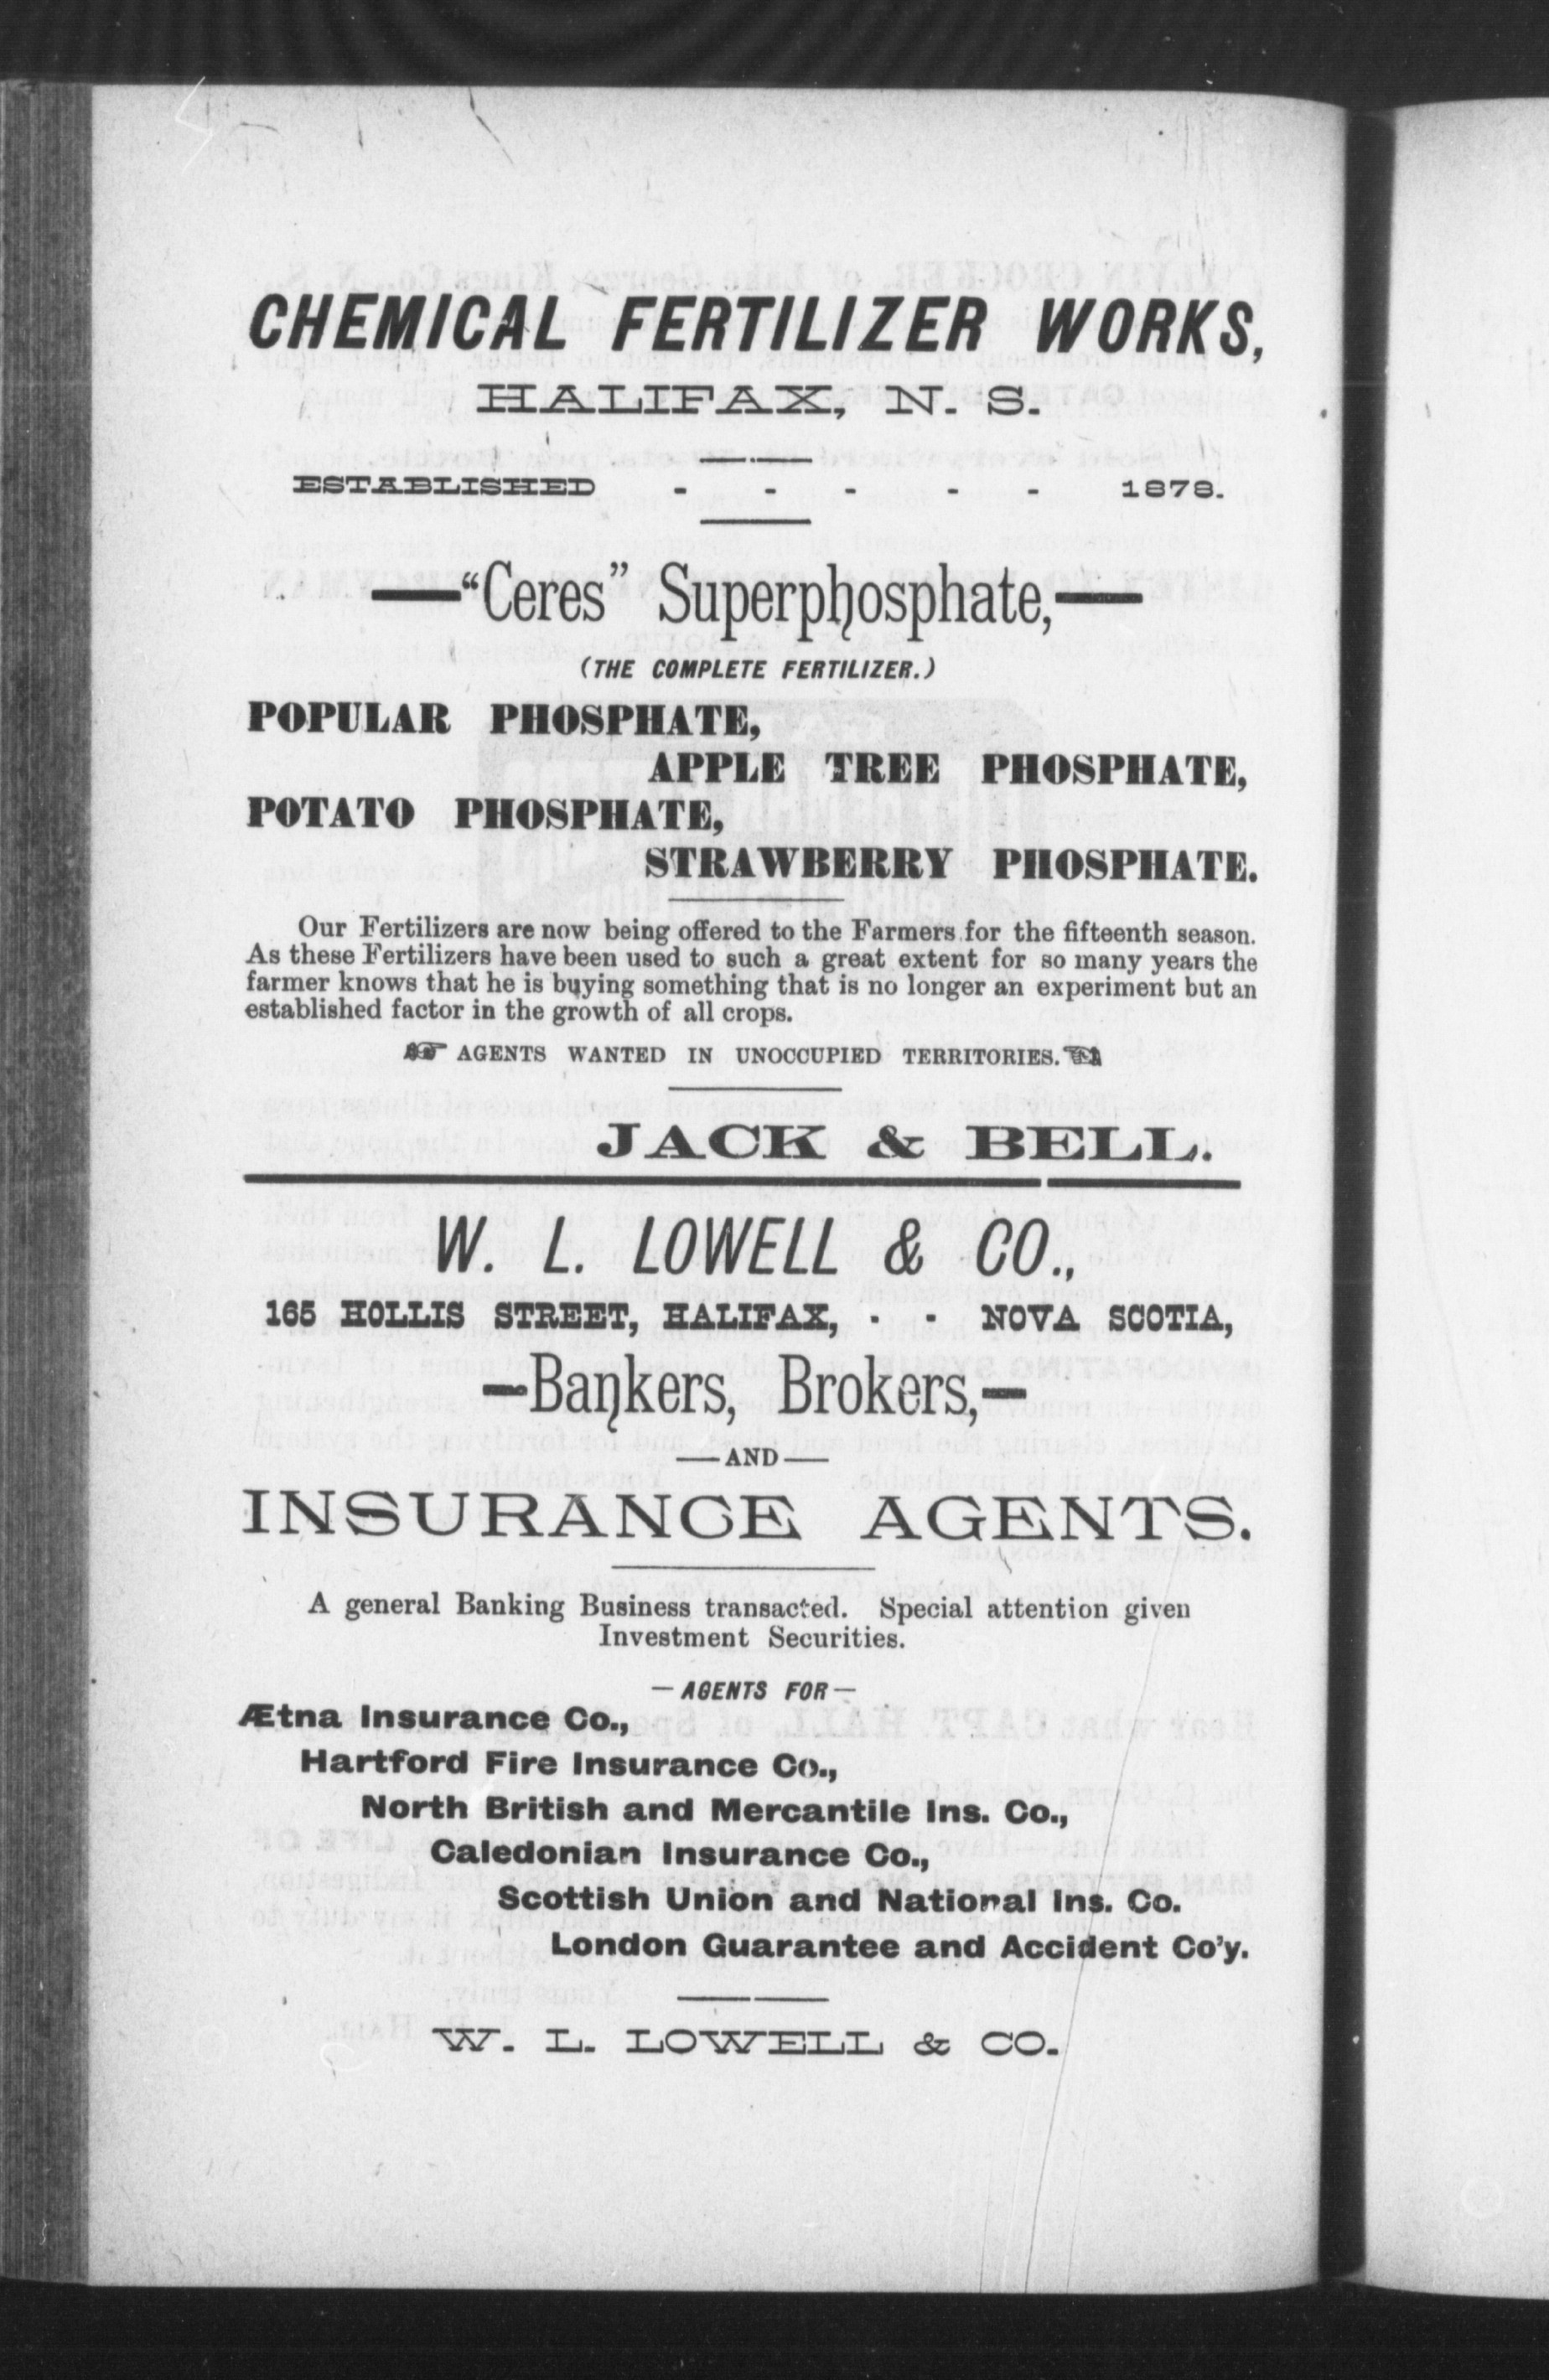 CHEMICAL FERTILIZER WORKS,
HALIFAX, N. S.
ESTABLISHED - - - - - 1878.
—"Ceres" Superphosphate,—
(THE COMPLETE FERTILIZER.)
POPULAR PHOSPHATE,
APPLE TREE PHOSPHATE,
POTATO PHOSPHATE,
STRAWBERRY PHOSPHATE.
Our Fertilizers are now being offered to the Farmers for the fifteenth season.
As these Fertilizers have been used to such a great extent for so many years the
farmer knows that he is buying something that is no longer an experiment but an
established factor in the growth of all crops.
☞ AGENTS WANTED IN UNOCCUPIED TERRITORIES. ☜
JACK & BELL.
W. L. LOWELL & CO.,
165 HOLLIS STREET, HALIFAX, - - NOVA SCOTIA,
—Bankers, Brokers,—
—AND—
INSURANCE AGENTS.
A general Banking Business transacted. Special attention given
Investment Securities.
— AGENTS FOR —
Ætna Insurance Co.,
Hartford Fire Insurance Co.,
North British and Mercantile Ins. Co.,
Caledonian Insurance Co.,
Scottish Union and National Ins. Co.
London Guarantee and Accident Co'y.
W. L. LOWELL & CO.